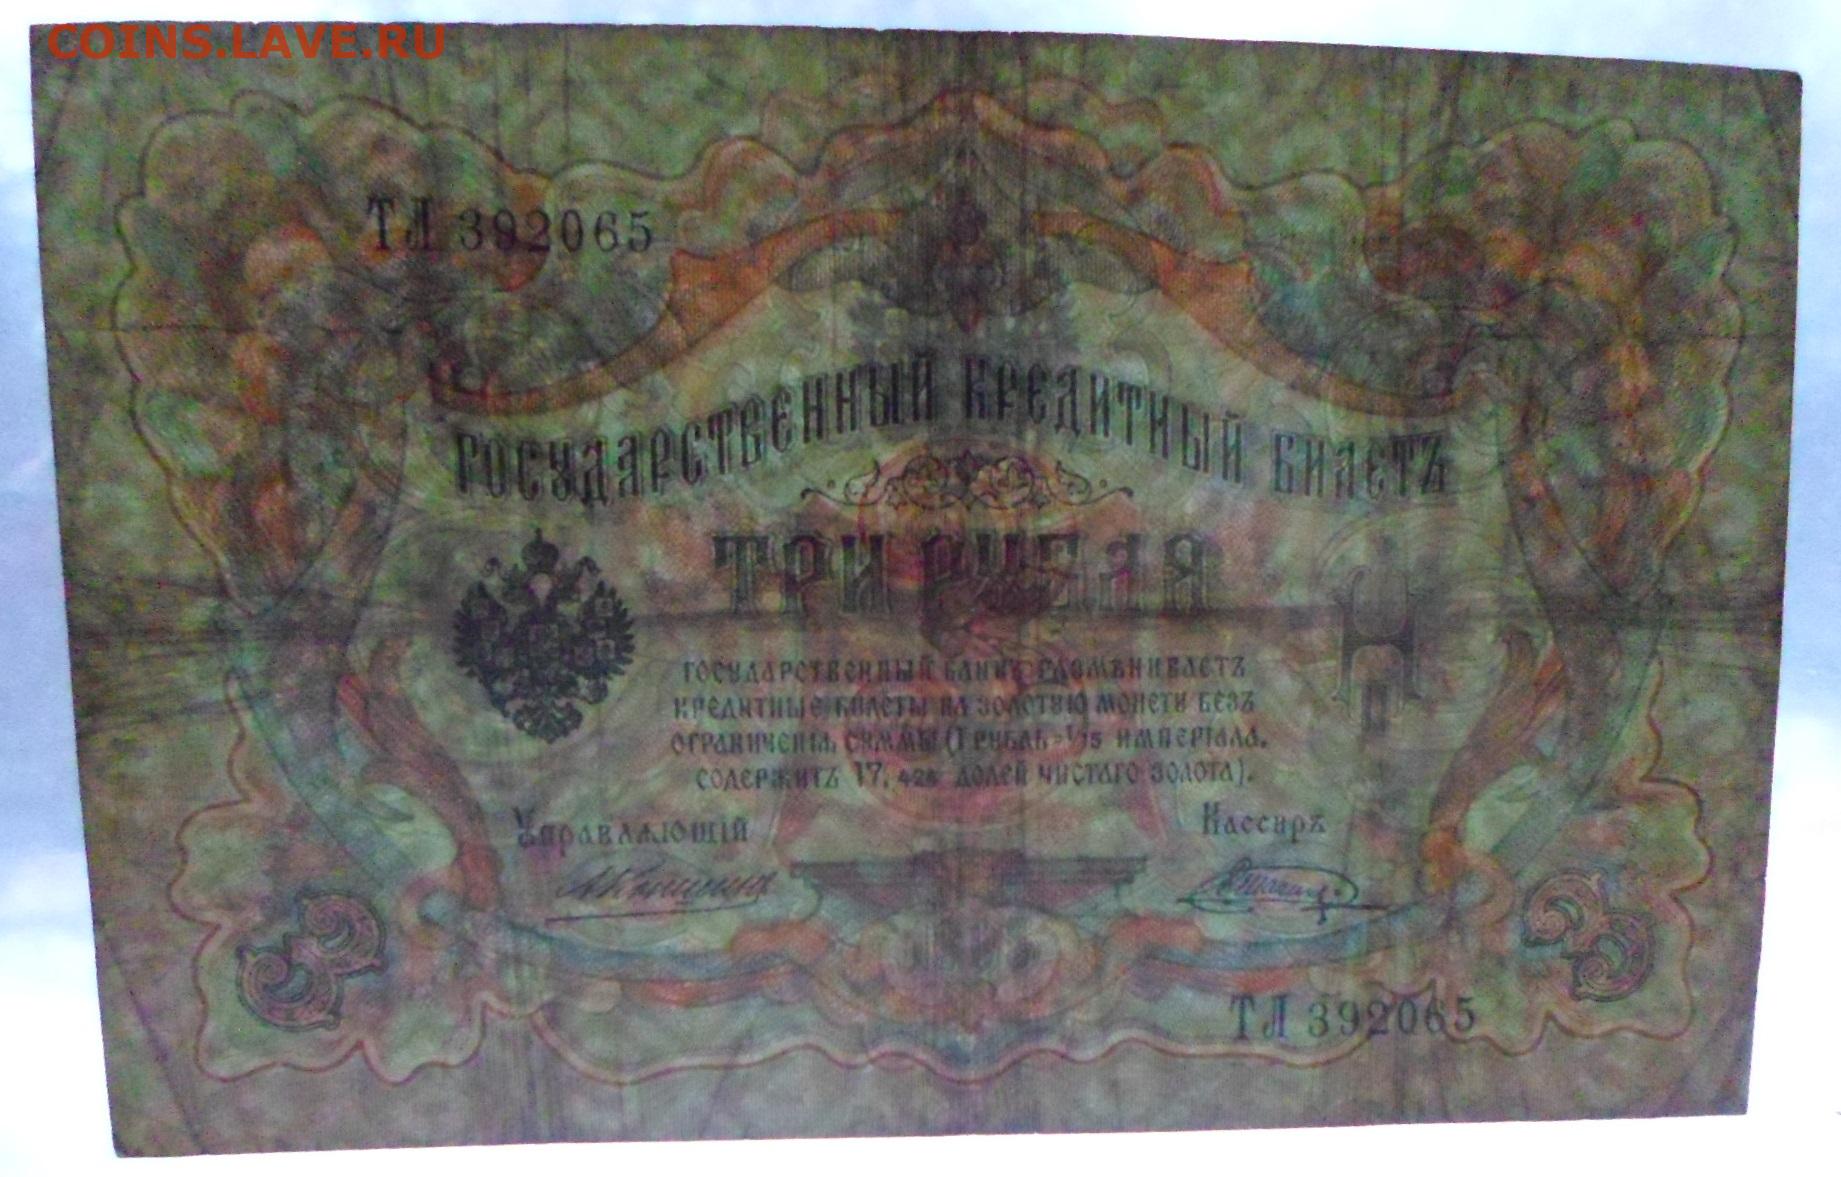 COINS.LAVE.RU
ТЛ 392065
ГОСУДАРСТВЕННЫЙ КРЕДИТНЫЙ БИЛЕТЪ
ТРИ РУБЛЯ
ГОСУДАРСТВЕННЫЙ БАНКЪ РАЗМѢНИВАЕТЪ
КРЕДИТНЫЕ БИЛЕТЫ НА ЗОЛОТУЮ МОНЕТУ БЕЗЪ
ОГРАНИЧЕНІЯ СУММЫ (1 РУБЛЬ = 1/15 ИМПЕРІАЛА,
СОДЕРЖИТЪ 17,424 ДОЛЕЙ ЧИСТАГО ЗОЛОТА).
Управляющій Кассиръ
3 3
ТЛ 392065